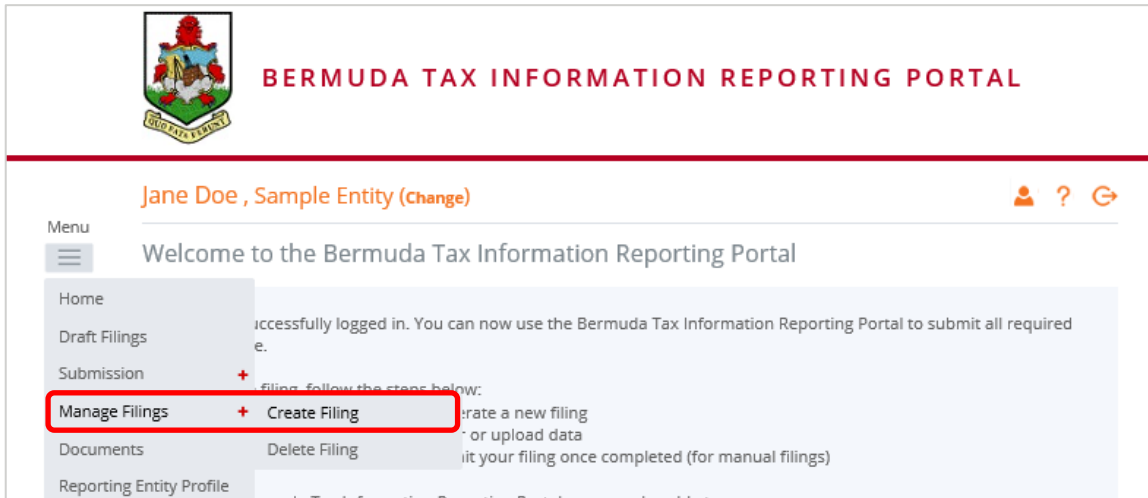 QUO FATA FERUNT
BERMUDA TAX INFORMATION REPORTING PORTAL
Jane Doe , Sample Entity (Change)
?
Menu
Welcome to the Bermuda Tax Information Reporting Portal
Home
Draft Filings
Submission +
Manage Filings + Create Filing
Documents Delete Filing
Reporting Entity Profile
successfully logged in. You can now use the Bermuda Tax Information Reporting Portal to submit all required
e.
filing, follow the steps below:
erate a new filing
r or upload data
it your filing once completed (for manual filings)